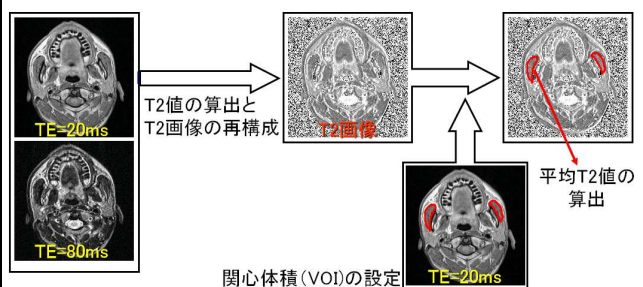 TE=20ms
TE=80ms
T2値の算出と
T2画像の再構成
T2画像
平均T2値の
算出
関心体積(VOI)の設定
TE=20ms